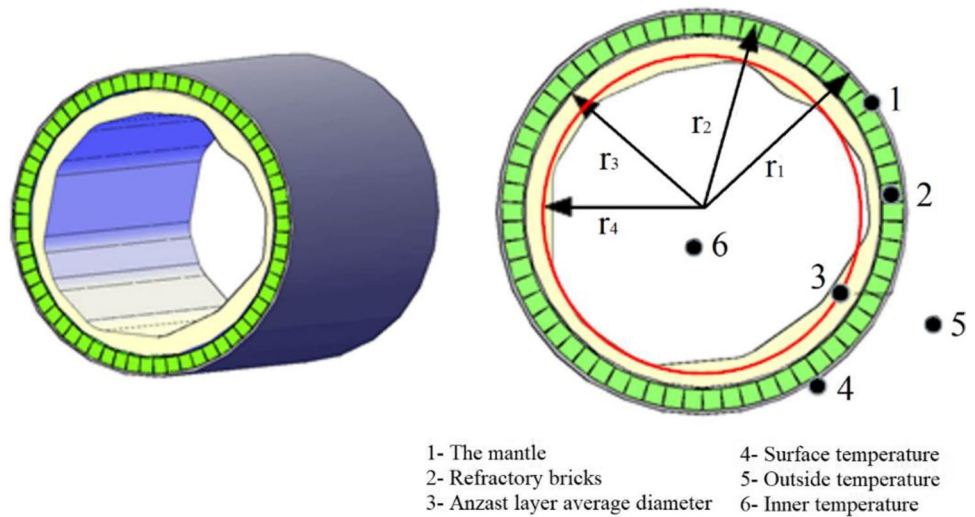 r₂
1
r₁
r₃
2
r₄
6
3
5
4
1- The mantle
2- Refractory bricks
3- Anzast layer average diameter
4- Surface temperature
5- Outside temperature
6- Inner temperature